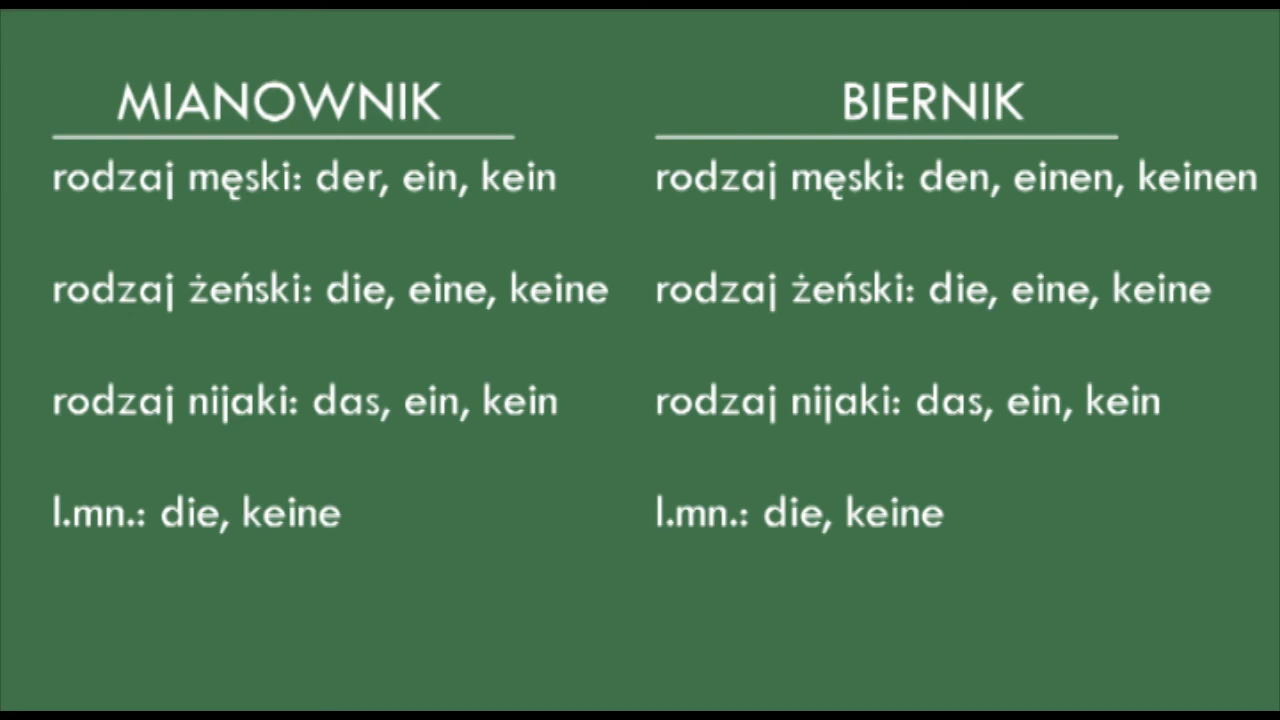 MIANOWNIK
rodzaj męski: der, ein, kein
rodzaj żeński: die, eine, keine
rodzaj nijaki: das, ein, kein
l.mn.: die, keine
BIERNIK
rodzaj męski: den, einen, keinen
rodzaj żeński: die, eine, keine
rodzaj nijaki: das, ein, kein
l.mn.: die, keine